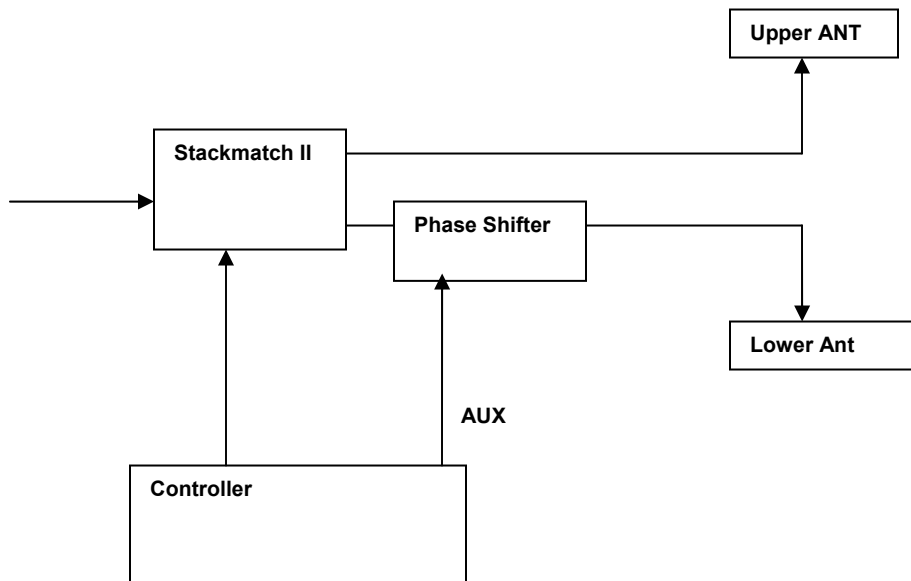 Upper ANT
Stackmatch II
Phase Shifter
Lower Ant
AUX
Controller